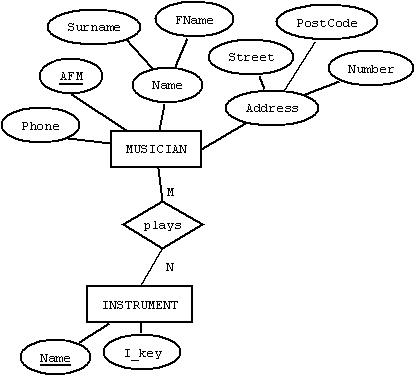 FName
PostCode
Surname
Street
Number
AFM
Name
Address
Phone
MUSICIAN
M
plays
N
INSTRUMENT
Name
I_key